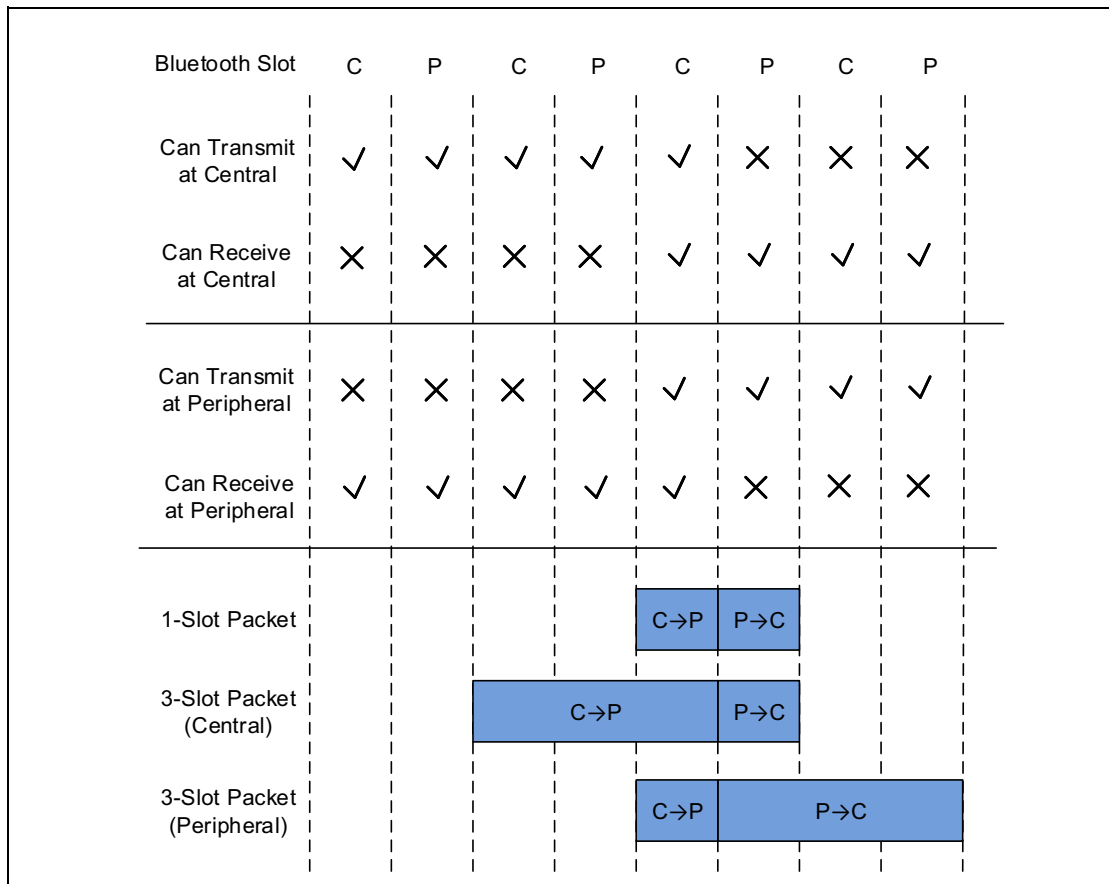 Bluetooth Slot C P C P C P C P
Can Transmit
at Central
✓ ✓ ✓ ✓ ✓ ✕ ✕ ✕
Can Receive
at Central
✕ ✕ ✕ ✕ ✓ ✓ ✓ ✓
Can Transmit
at Peripheral
✕ ✕ ✕ ✕ ✓ ✓ ✓ ✓
Can Receive
at Peripheral
✓ ✓ ✓ ✓ ✓ ✕ ✕ ✕
1-Slot Packet C→P P→C
3-Slot Packet
(Central)
C→P P→C
3-Slot Packet
(Peripheral)
C→P P→C